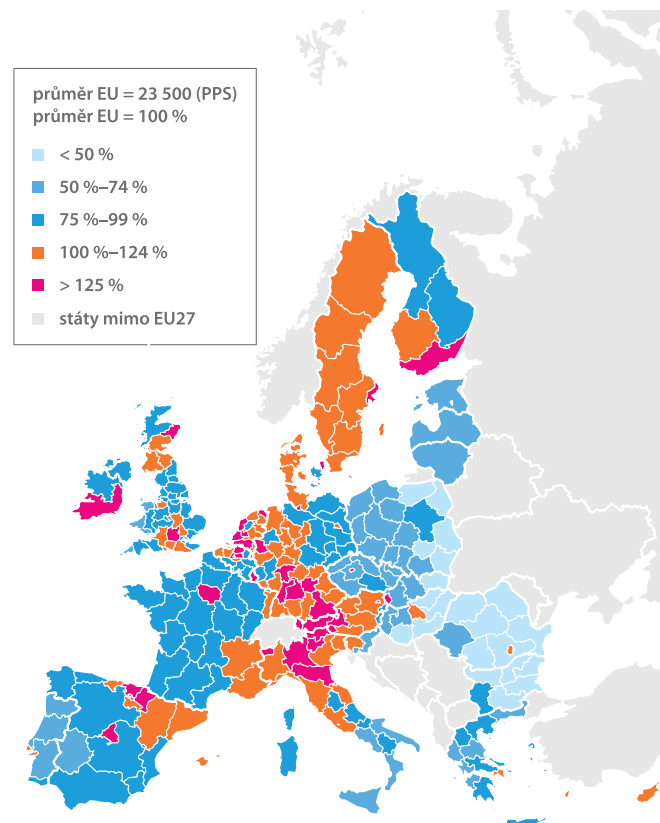 průměr EU = 23 500 (PPS)
průměr EU = 100 %
< 50 %
50 %–74 %
75 %–99 %
100 %–124 %
> 125 %
státy mimo EU27